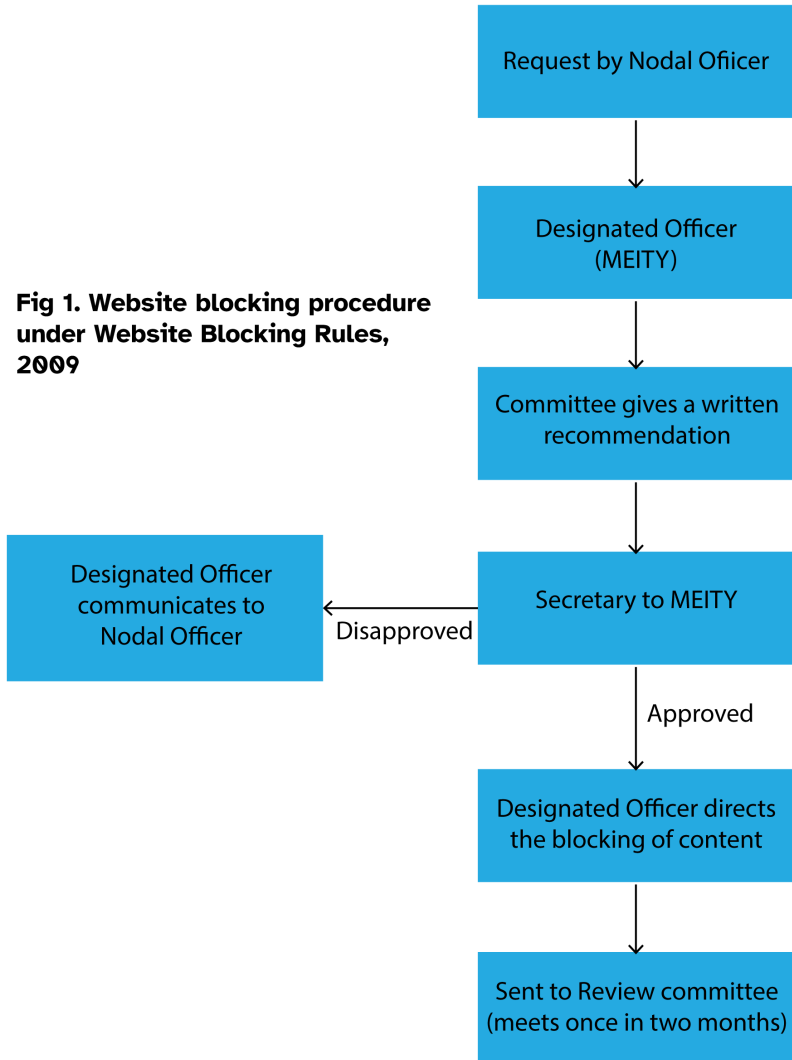 Request by Nodal Ofiicer
Designated Officer
(MEITY)
Fig 1. Website blocking procedure
under Website Blocking Rules,
2009
Committee gives a written
recommendation
Designated Officer
communicates to
Nodal Officer
Disapproved
Secretary to MEITY
Approved
Designated Officer directs
the blocking of content
Sent to Review committee
(meets once in two months)